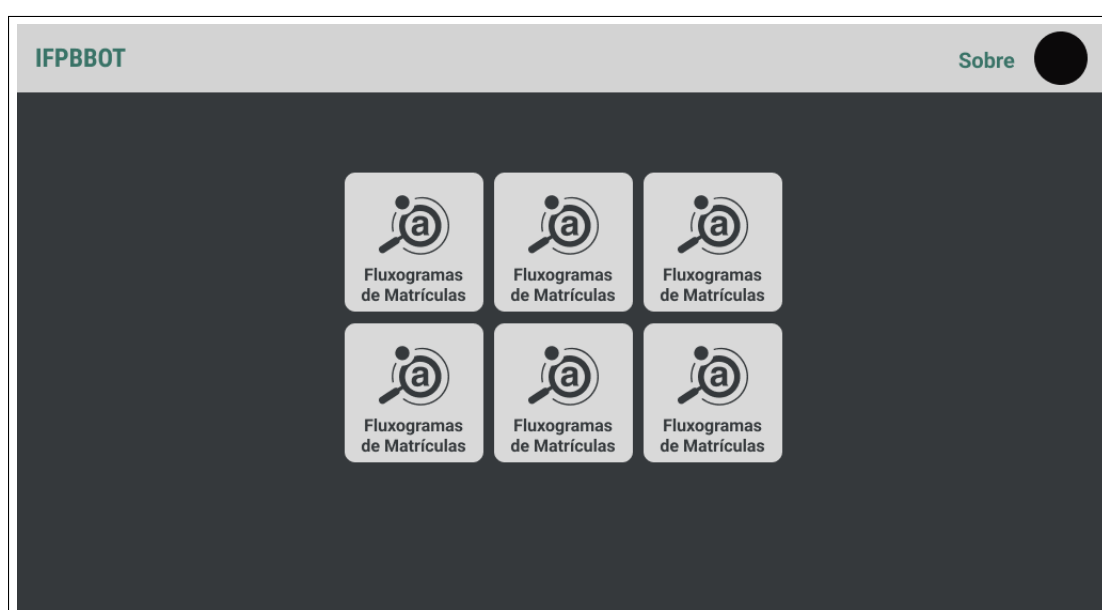 IFPBBOT
Sobre
a
Fluxogramas
de Matrículas
a
Fluxogramas
de Matrículas
a
Fluxogramas
de Matrículas
a
Fluxogramas
de Matrículas
a
Fluxogramas
de Matrículas
a
Fluxogramas
de Matrículas